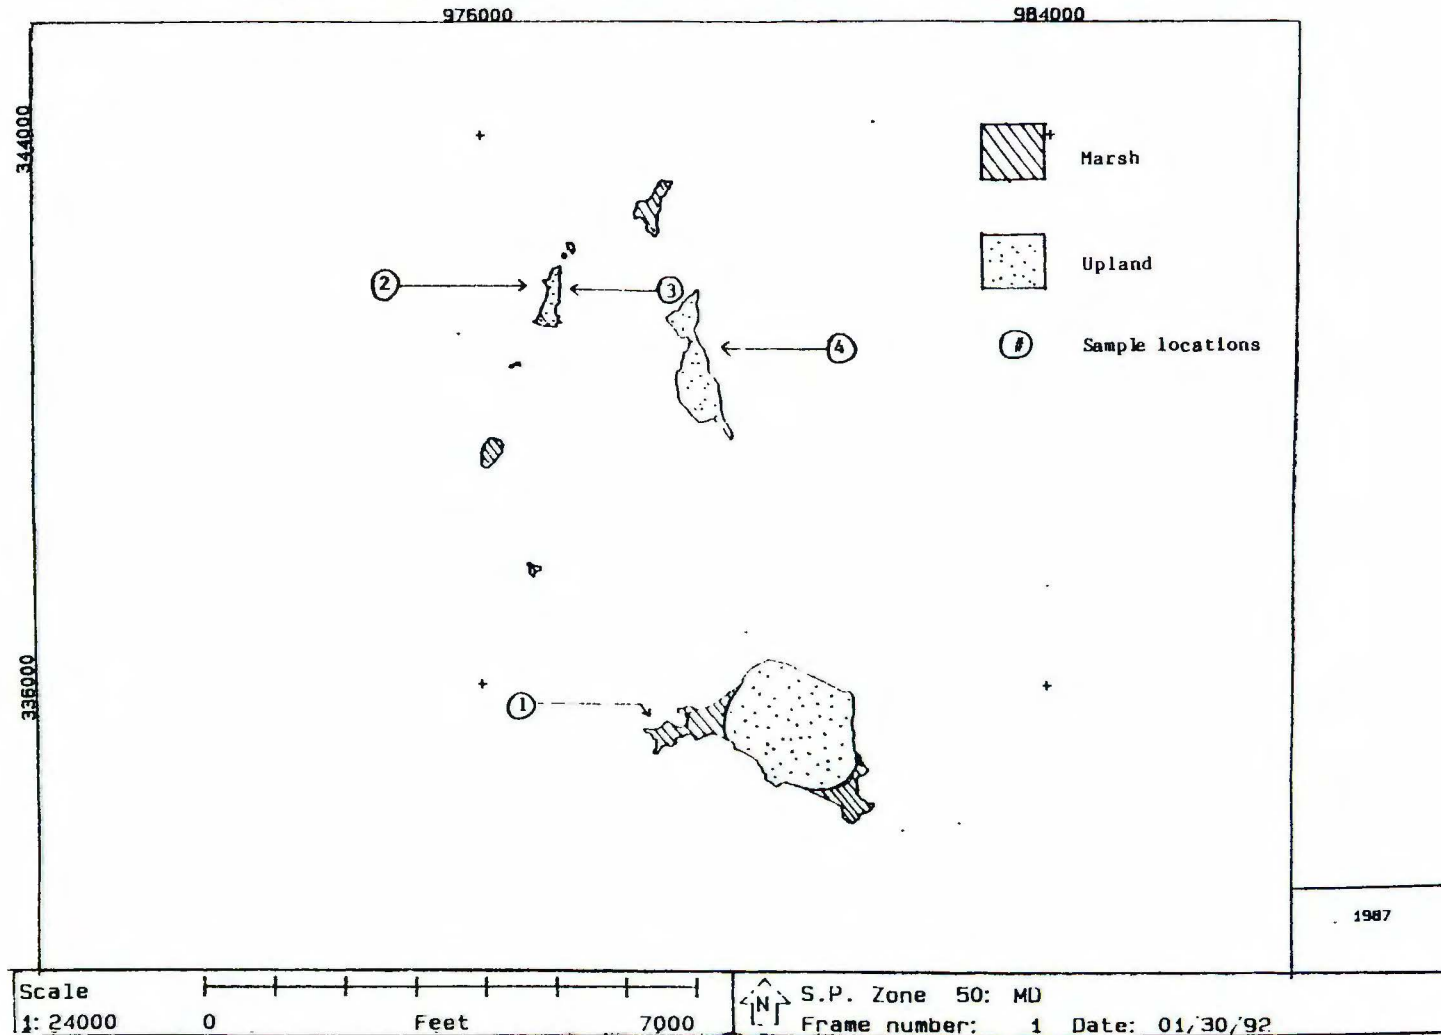 976000
984000
344000
Marsh
Upland
2
3
# Sample locations
4
336000
1
1987
Scale
1: 24000
0 Feet 7000
N
S.P. Zone 50: MD
Frame number: 1 Date: 01/30/92